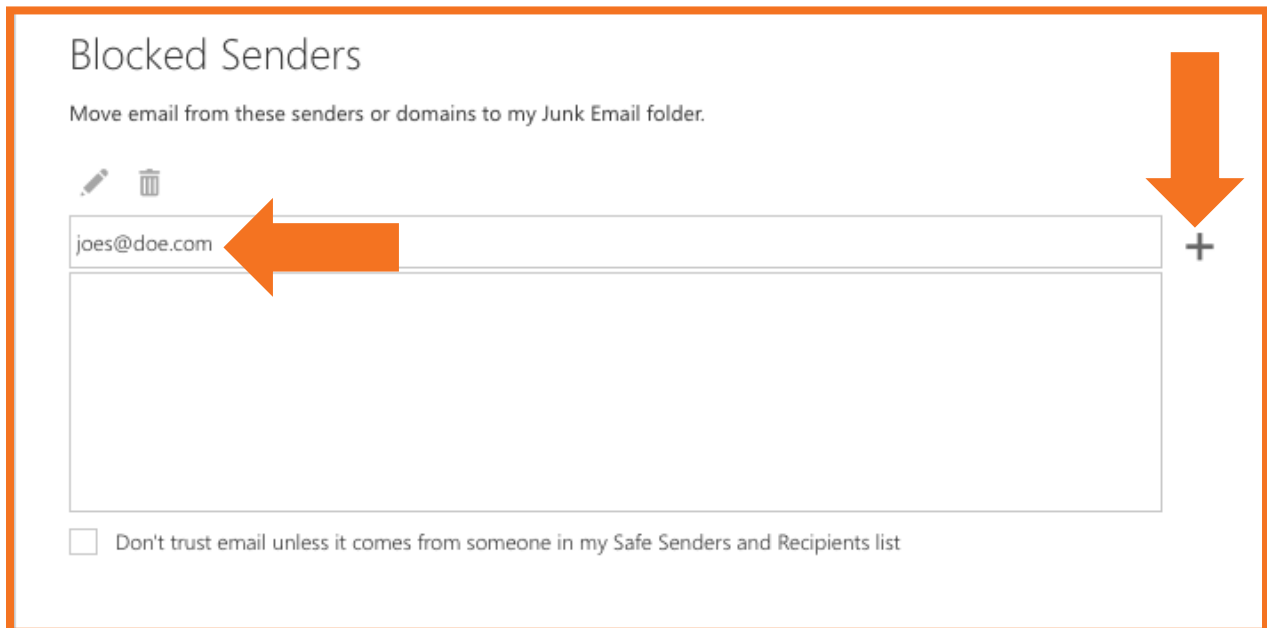 Blocked Senders
Move email from these senders or domains to my Junk Email folder.
joes@doe.com
Don't trust email unless it comes from someone in my Safe Senders and Recipients list